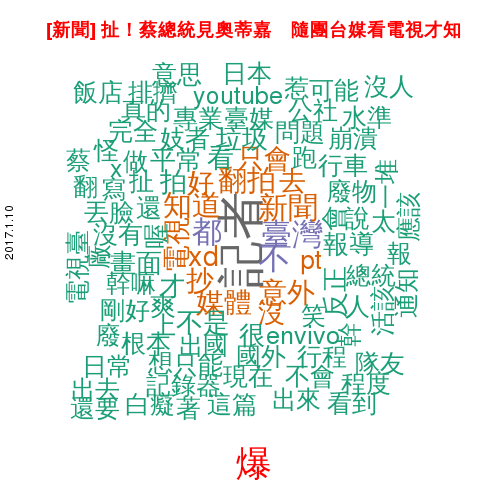 [新聞] 扯！蔡總統見奧蒂嘉　隨團台媒看電視才知
2017.1.10
意思 日本
飯店 排擠 youtube 惹 可能 沒人
真的 專業 臺媒 公社 水準
完全 妓者 垃圾 問題 崩潰
蔡 怪 x 做 平常 看 只會 跑 行車 堆
翻 寫 扯 拍 好 翻拍 去 廢物 一
丟臉 還 知道 記者 新聞 會 說 太 應該
沒有 喔 電視 都 臺灣 報導 報
電視臺 畫面 xd 不 pt 總統 通知
幹嘛 才 抄 意外 反正 人 活該
剛好 爽 媒體 沒 笑
廢 上 不是 很 envivo 幹
根本 出國 國外 行程 隊友
日常 想 只能 現在 不會 程度
出去 記錄器 出來 看到
還要 白癡 著 這篇
爆